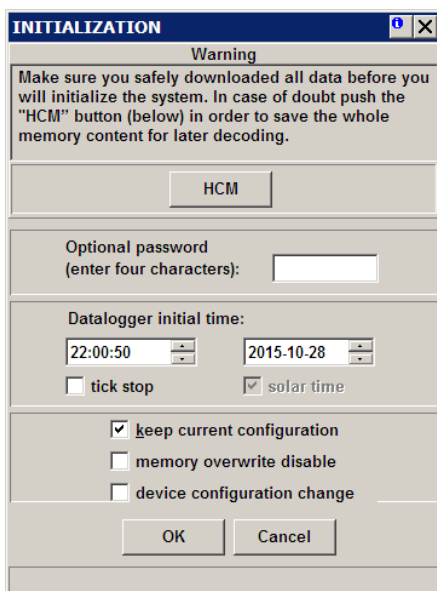 INITIALIZATION
Warning
Make sure you safely downloaded all data before you
will initialize the system. In case of doubt push the
"HCM" button (below) in order to save the whole
memory content for later decoding.
HCM
Optional password
(enter four characters):
Datalogger initial time:
22:00:50 2015-10-28
tick stop solar time
keep current configuration
memory overwrite disable
device configuration change
OK Cancel